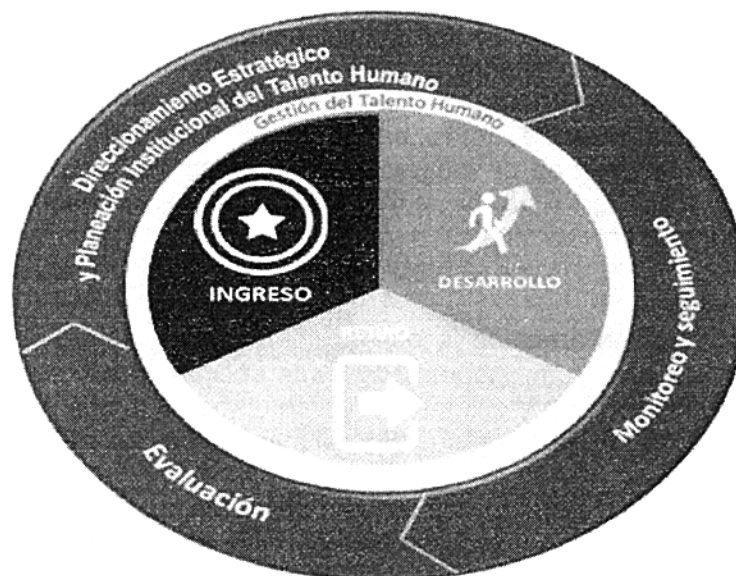 Direccionamiento Estratégico
y Planeación Institucional del Talento Humano
Gestión del Talento Humano
INGRESO
DESARROLLO
Monitoreo y seguimiento
Evaluación